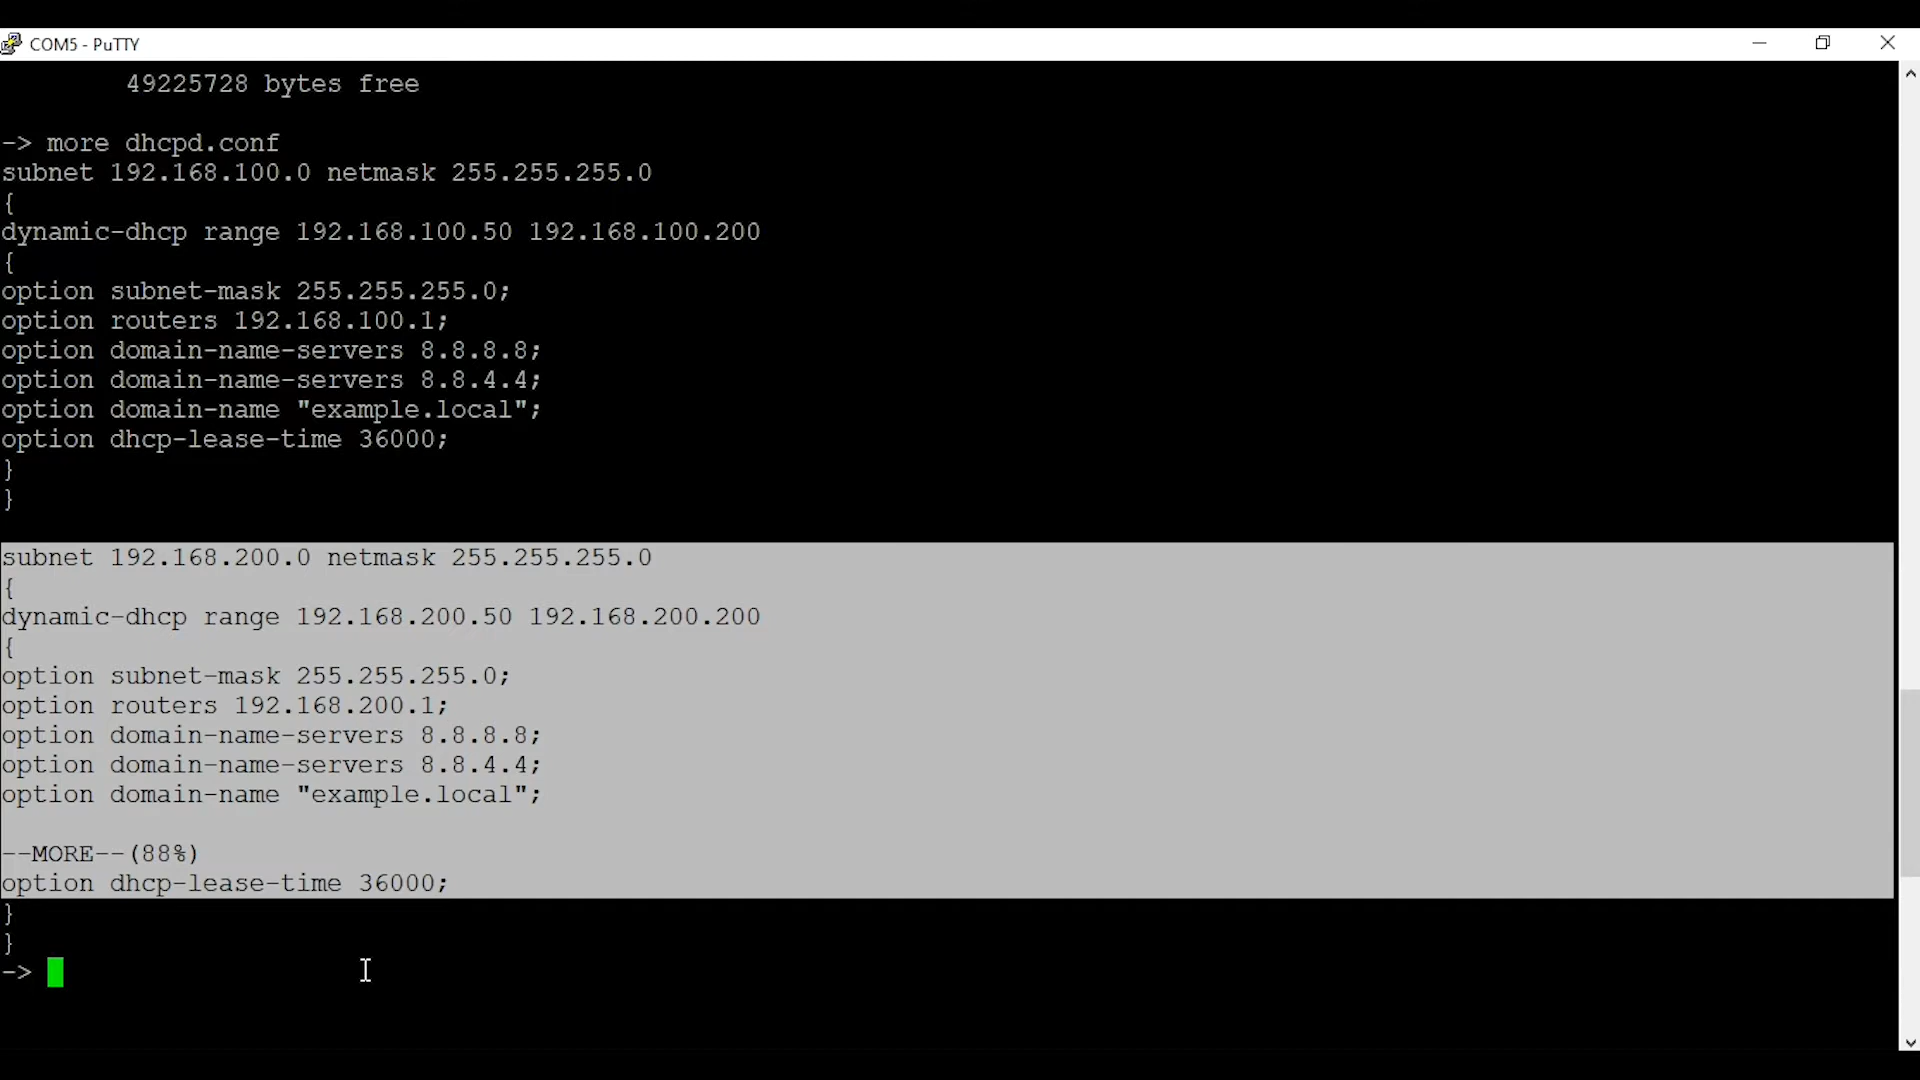 COM5 - PuTTY
49225728 bytes free
-> more dhcpd.conf
subnet 192.168.100.0 netmask 255.255.255.0
{
dynamic-dhcp range 192.168.100.50 192.168.100.200
{
option subnet-mask 255.255.255.0;
option routers 192.168.100.1;
option domain-name-servers 8.8.8.8;
option domain-name-servers 8.8.4.4;
option domain-name "example.local";
option dhcp-lease-time 36000;
}
}
subnet 192.168.200.0 netmask 255.255.255.0
{
dynamic-dhcp range 192.168.200.50 192.168.200.200
{
option subnet-mask 255.255.255.0;
option routers 192.168.200.1;
option domain-name-servers 8.8.8.8;
option domain-name-servers 8.8.4.4;
option domain-name "example.local";
--MORE--(88%)
option dhcp-lease-time 36000;
}
}
->